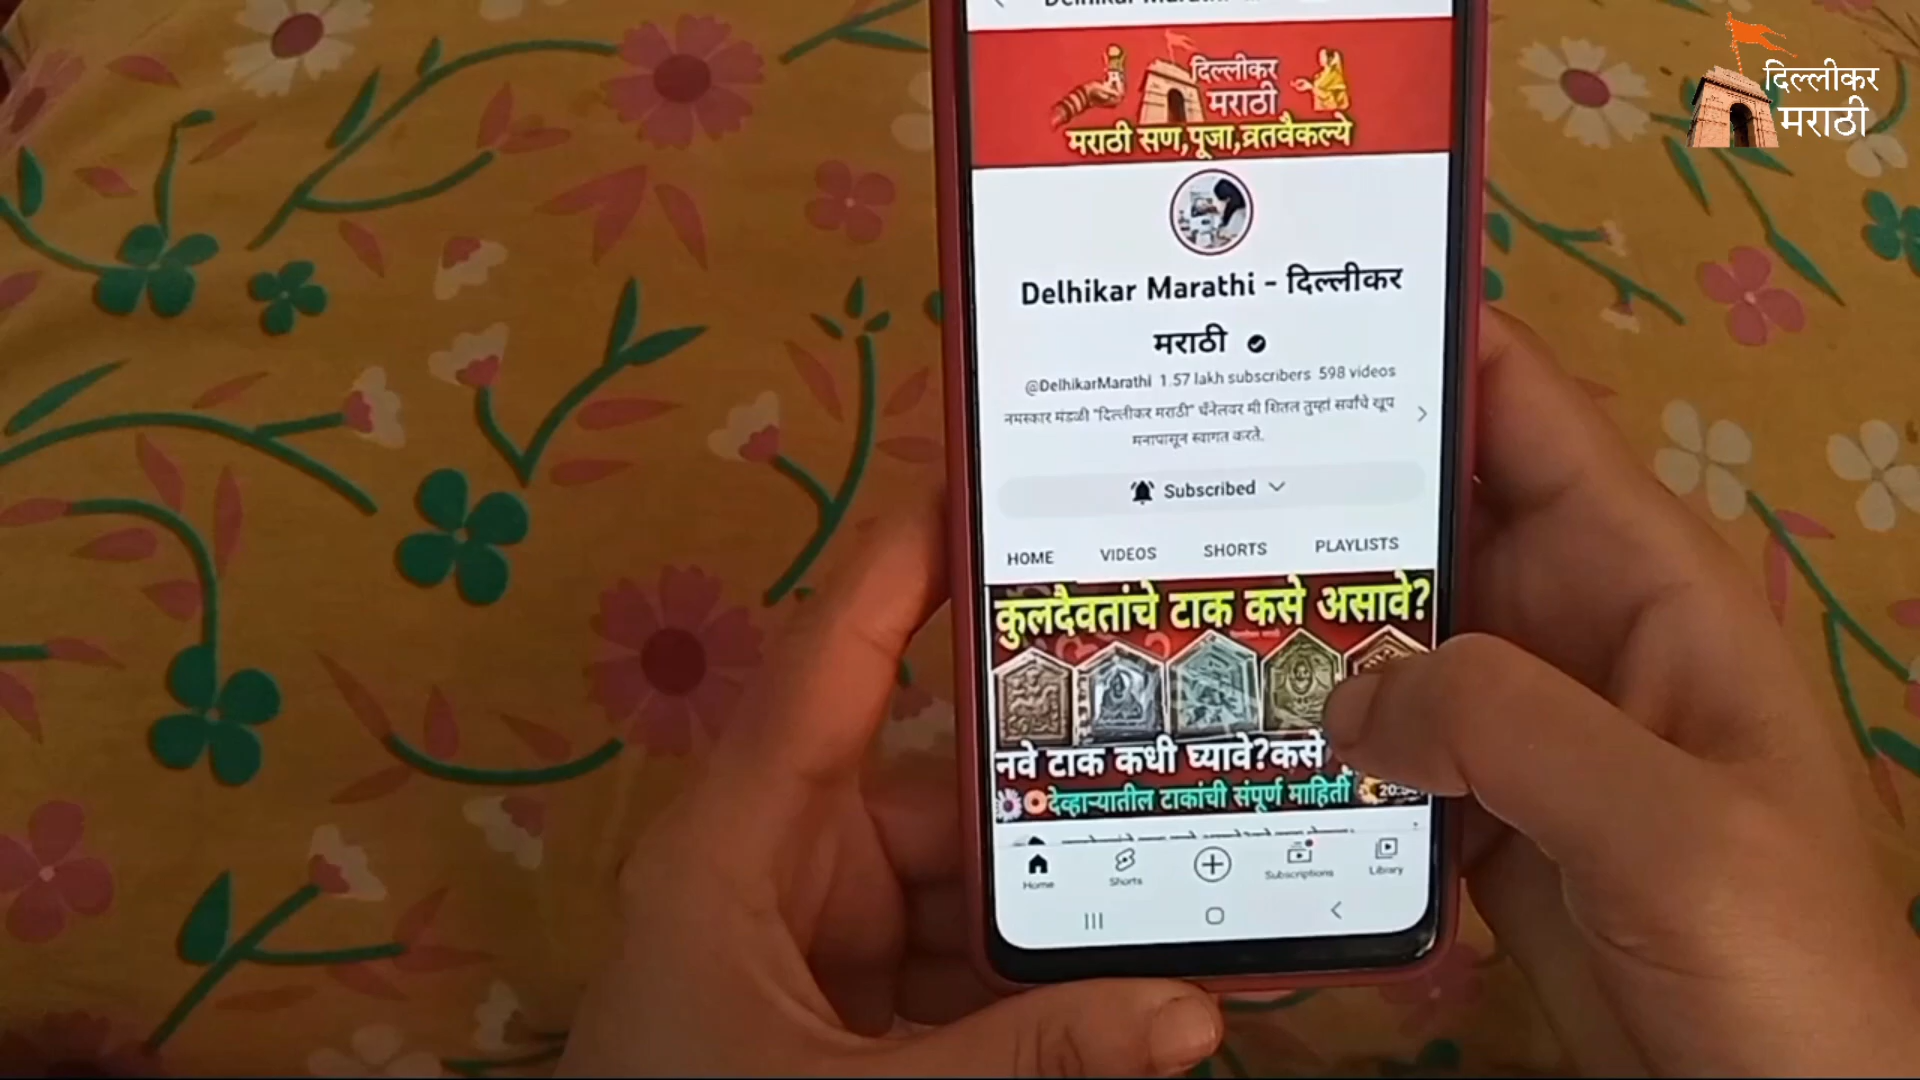 Delhikar Marathi
दिल्लीकर
मराठी
मराठी सण,पूजा,व्रतवैकल्ये
दिल्लीकर
मराठी
Delhikar Marathi - दिल्लीकर
मराठी
@DelhikarMarathi 1.57 lakh subscribers 598 videos
नमस्कार मंडळी "दिल्लीकर मराठी" चॅनेलवर मी शितल तुम्हां सर्वांचे खूप
मनापासून स्वागत करते.
Subscribed
HOME VIDEOS SHORTS PLAYLISTS
कुलदैवतांचे टाक कसे असावे?
नवे टाक कधी घ्यावे?कसे
देव्हाऱ्यातील टाकांची संपूर्ण माहिती
Home Shorts Subscriptions Library